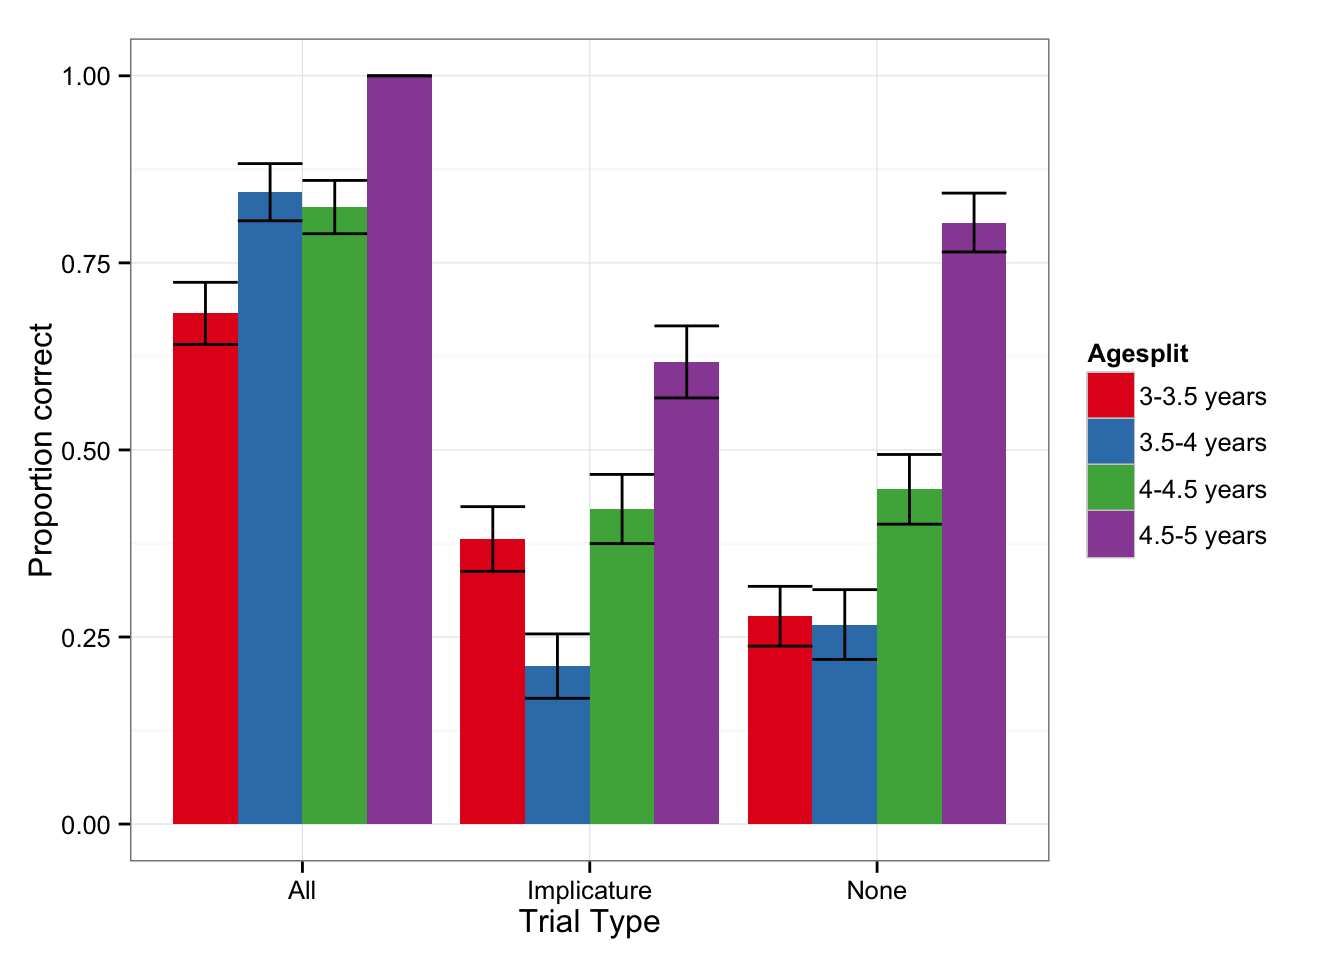 1.00
0.75
0.50
0.25
0.00
Proportion correct
All
Implicature
None
Trial Type
Agesplit
3-3.5 years
3.5-4 years
4-4.5 years
4.5-5 years